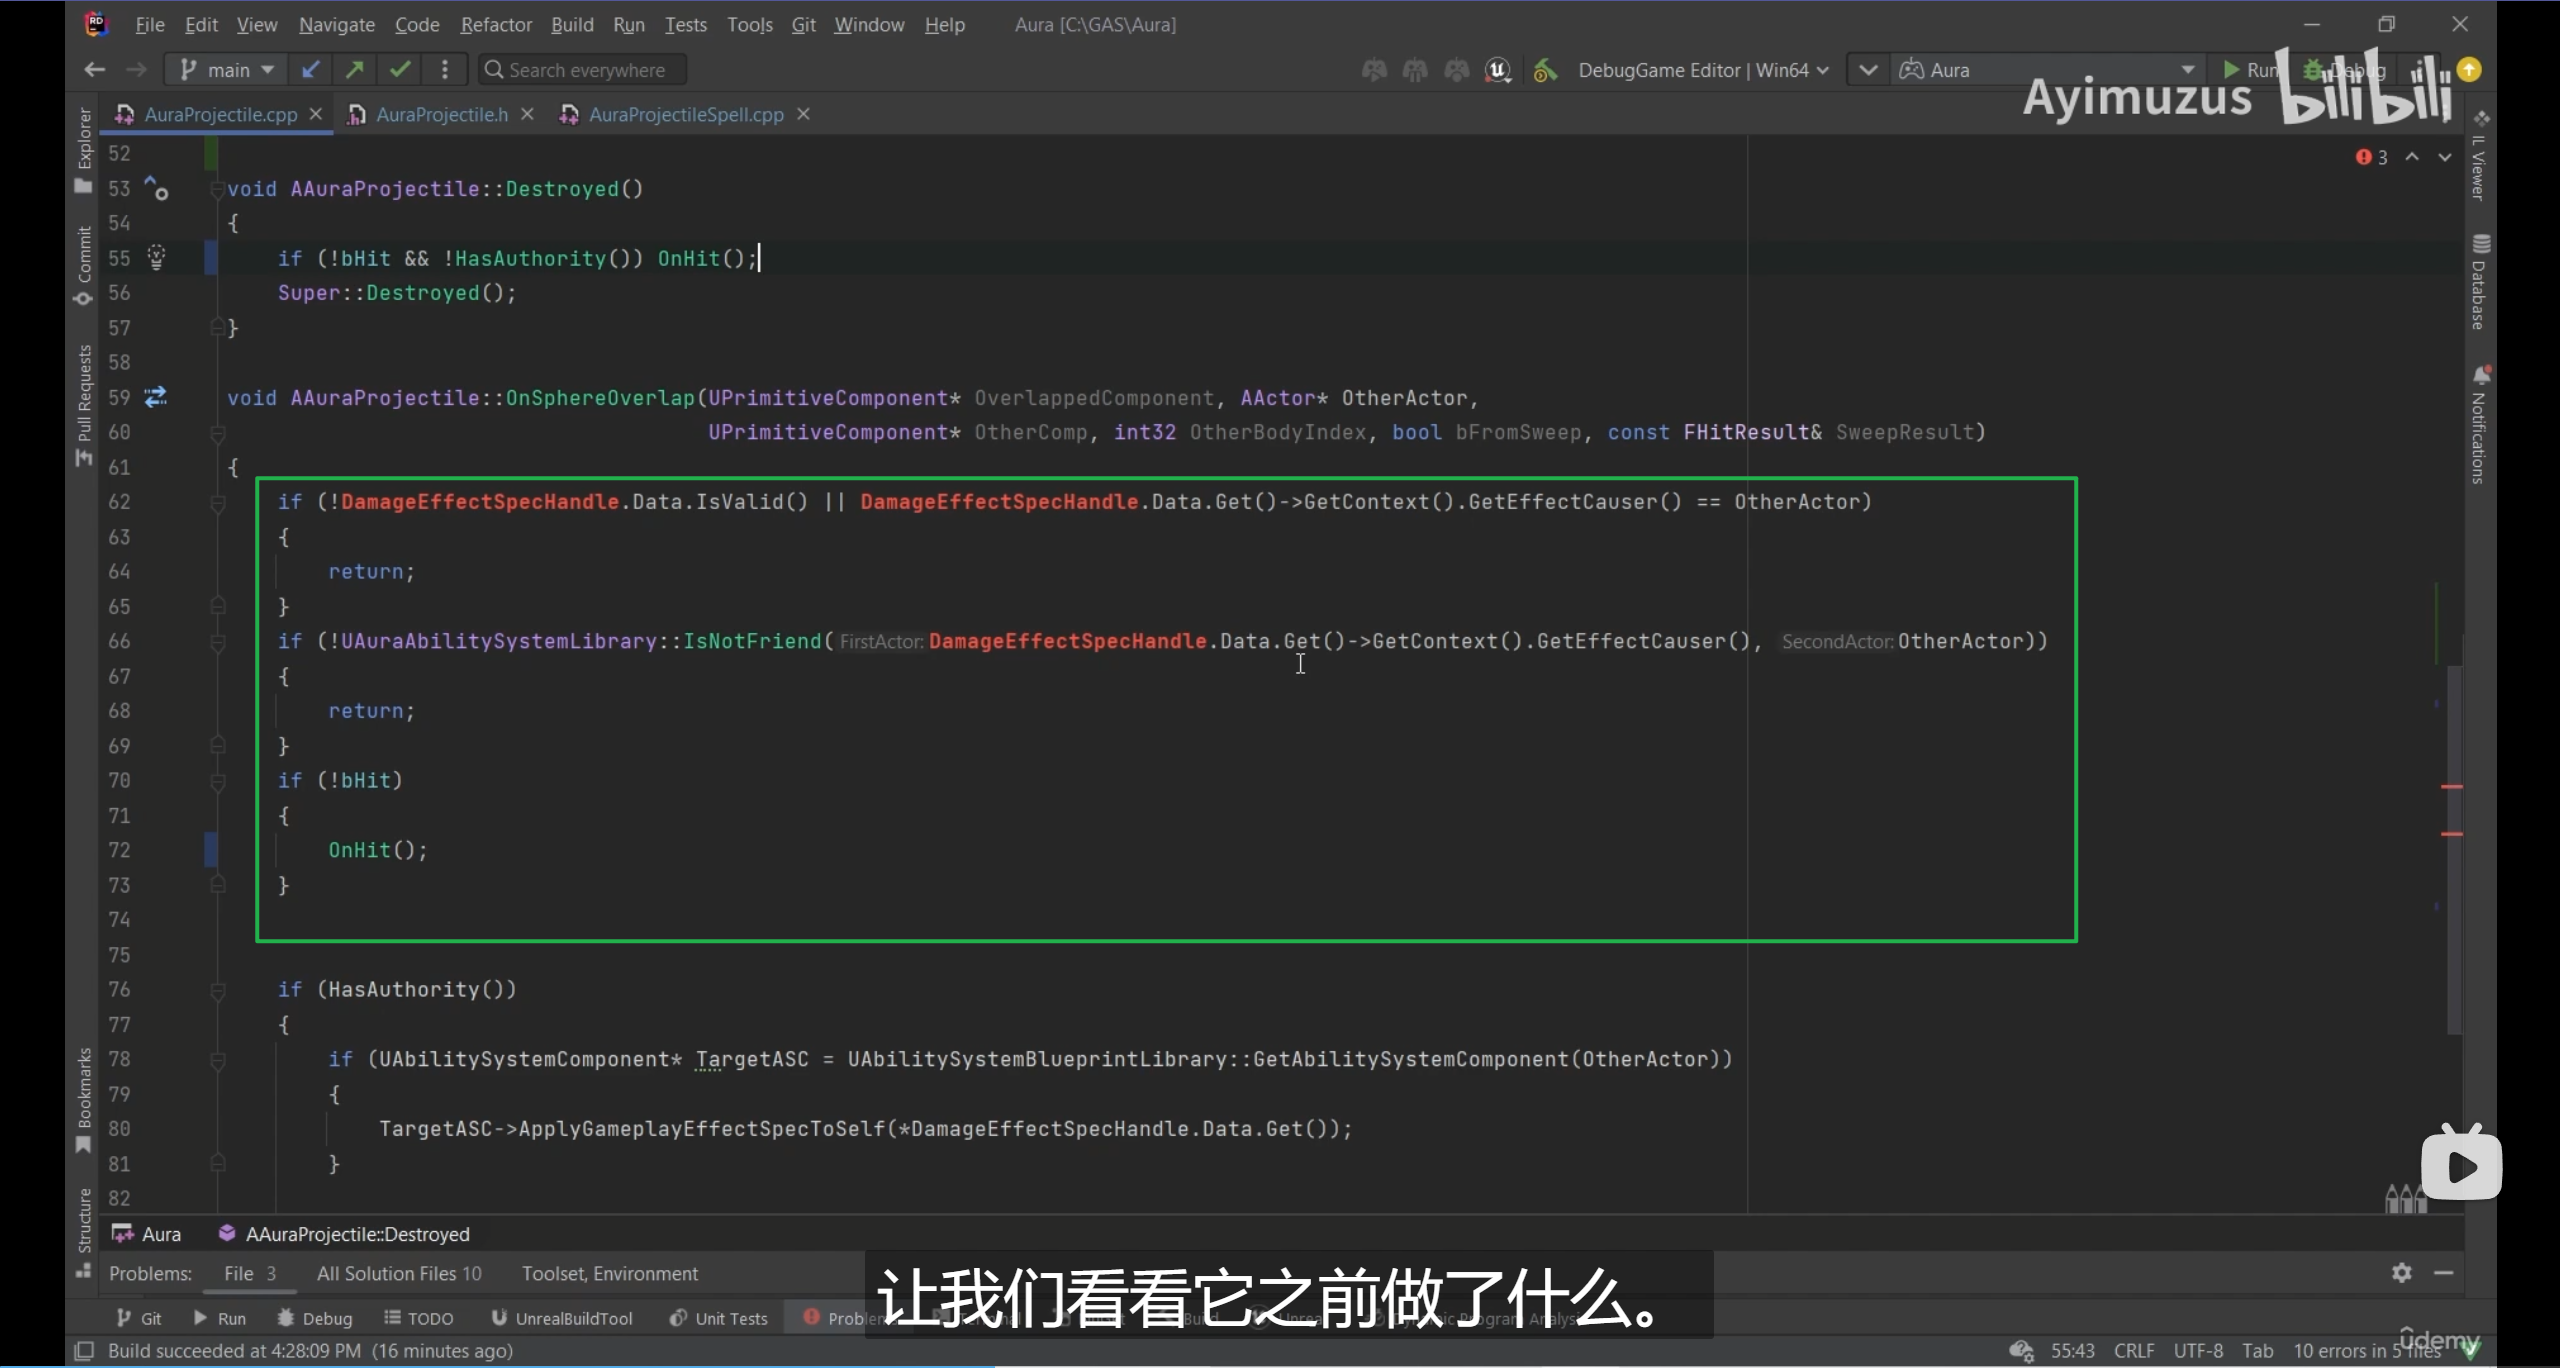 File Edit View Navigate Code Refactor Build Run Tests Tools Git Window Help Aura [C:\GAS\Aura]
main Search everywhere DebugGame Editor | Win64 Aura Run Debug
Ayimuzus bilibili
AuraProjectile.cpp AuraProjectile.h AuraProjectileSpell.cpp
Explorer
Commit
Pull Requests
Bookmarks
Structure
IL Viewer
Database
Notifications
3
52
53 void AAuraProjectile::Destroyed()
54 {
55 if (!bHit && !HasAuthority()) OnHit();
56 Super::Destroyed();
57 }
58
59 void AAuraProjectile::OnSphereOverlap(UPrimitiveComponent* OverlappedComponent, AActor* OtherActor,
60 UPrimitiveComponent* OtherComp, int32 OtherBodyIndex, bool bFromSweep, const FHitResult& SweepResult)
61 {
62 if (!DamageEffectSpecHandle.Data.IsValid() || DamageEffectSpecHandle.Data.Get()->GetContext().GetEffectCauser() == OtherActor)
63 {
64 return;
65 }
66 if (!UAuraAbilitySystemLibrary::IsNotFriend( FirstActor: DamageEffectSpecHandle.Data.Get()->GetContext().GetEffectCauser(), SecondActor: OtherActor))
67 {
68 return;
69 }
70 if (!bHit)
71 {
72 OnHit();
73 }
74
75
76 if (HasAuthority())
77 {
78 if (UAbilitySystemComponent* TargetASC = UAbilitySystemBlueprintLibrary::GetAbilitySystemComponent(OtherActor))
79 {
80 TargetASC->ApplyGameplayEffectSpecToSelf(*DamageEffectSpecHandle.Data.Get());
81 }
82
Aura AAuraProjectile::Destroyed
Problems: File 3 All Solution Files 10 Toolset, Environment
让我们看看它之前做了什么。
Git Run Debug TODO UnrealBuildTool Unit Tests
Build succeeded at 4:28:09 PM (16 minutes ago) 55:43 CRLF UTF-8 Tab 10 errors in 5 files
ûdemy